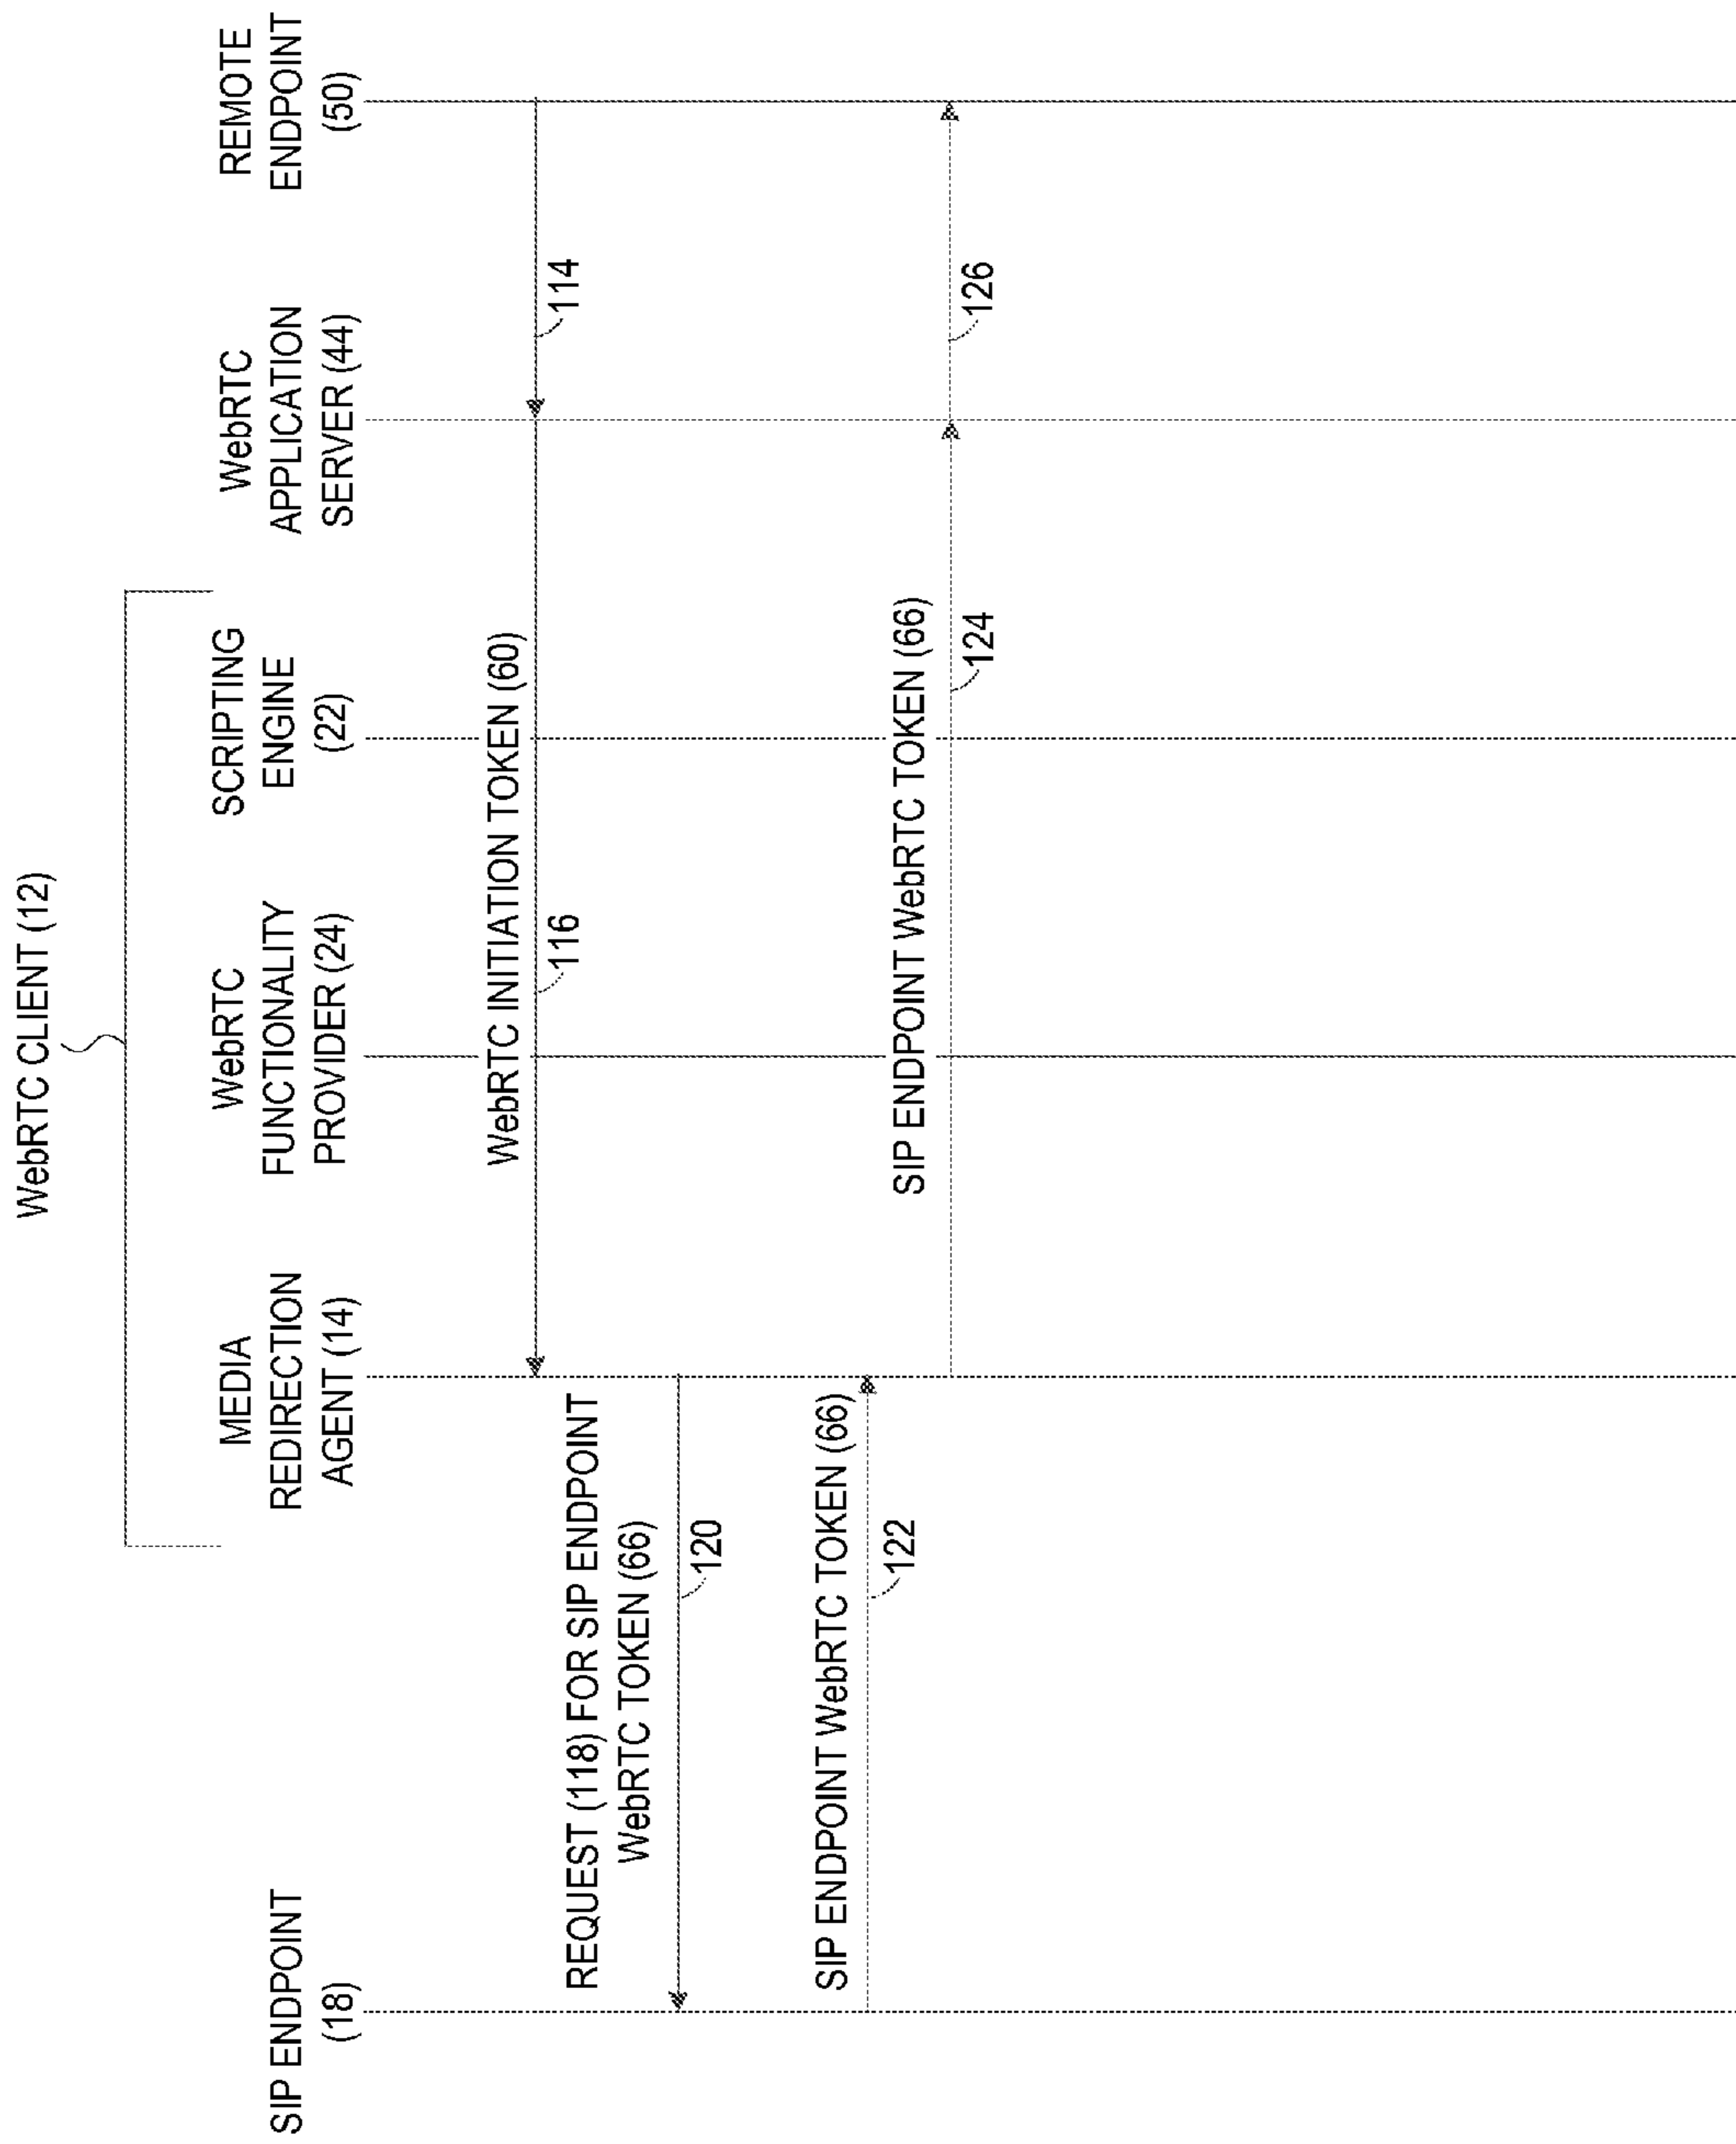 WebRTC CLIENT (12)
SIP ENDPOINT
(18)
MEDIA
REDIRECTION
AGENT (14)
WebRTC
FUNCTIONALITY
PROVIDER (24)
SCRIPTING
ENGINE
(22)
WebRTC
APPLICATION
SERVER (44)
REMOTE
ENDPOINT
(50)
114
WebRTC INITIATION TOKEN (60)
116
REQUEST (118) FOR SIP ENDPOINT
WebRTC TOKEN (66)
120
SIP ENDPOINT WebRTC TOKEN (66)
122
SIP ENDPOINT WebRTC TOKEN (66)
124
126